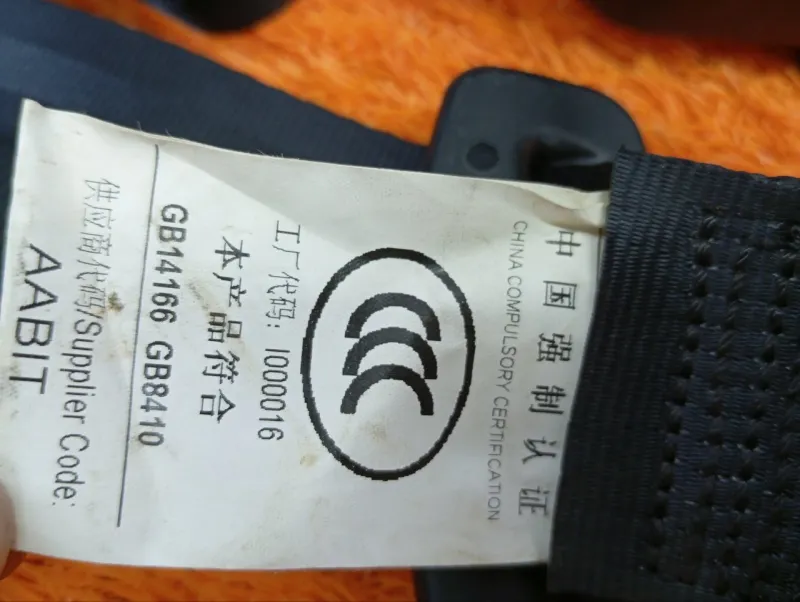 中国强制认证
CHINA COMPULSORY CERTIFICATION
CCC
工厂代码: I000016
本产品符合
GB14166 GB8410
供应商代码/Supplier Code:
AABIT